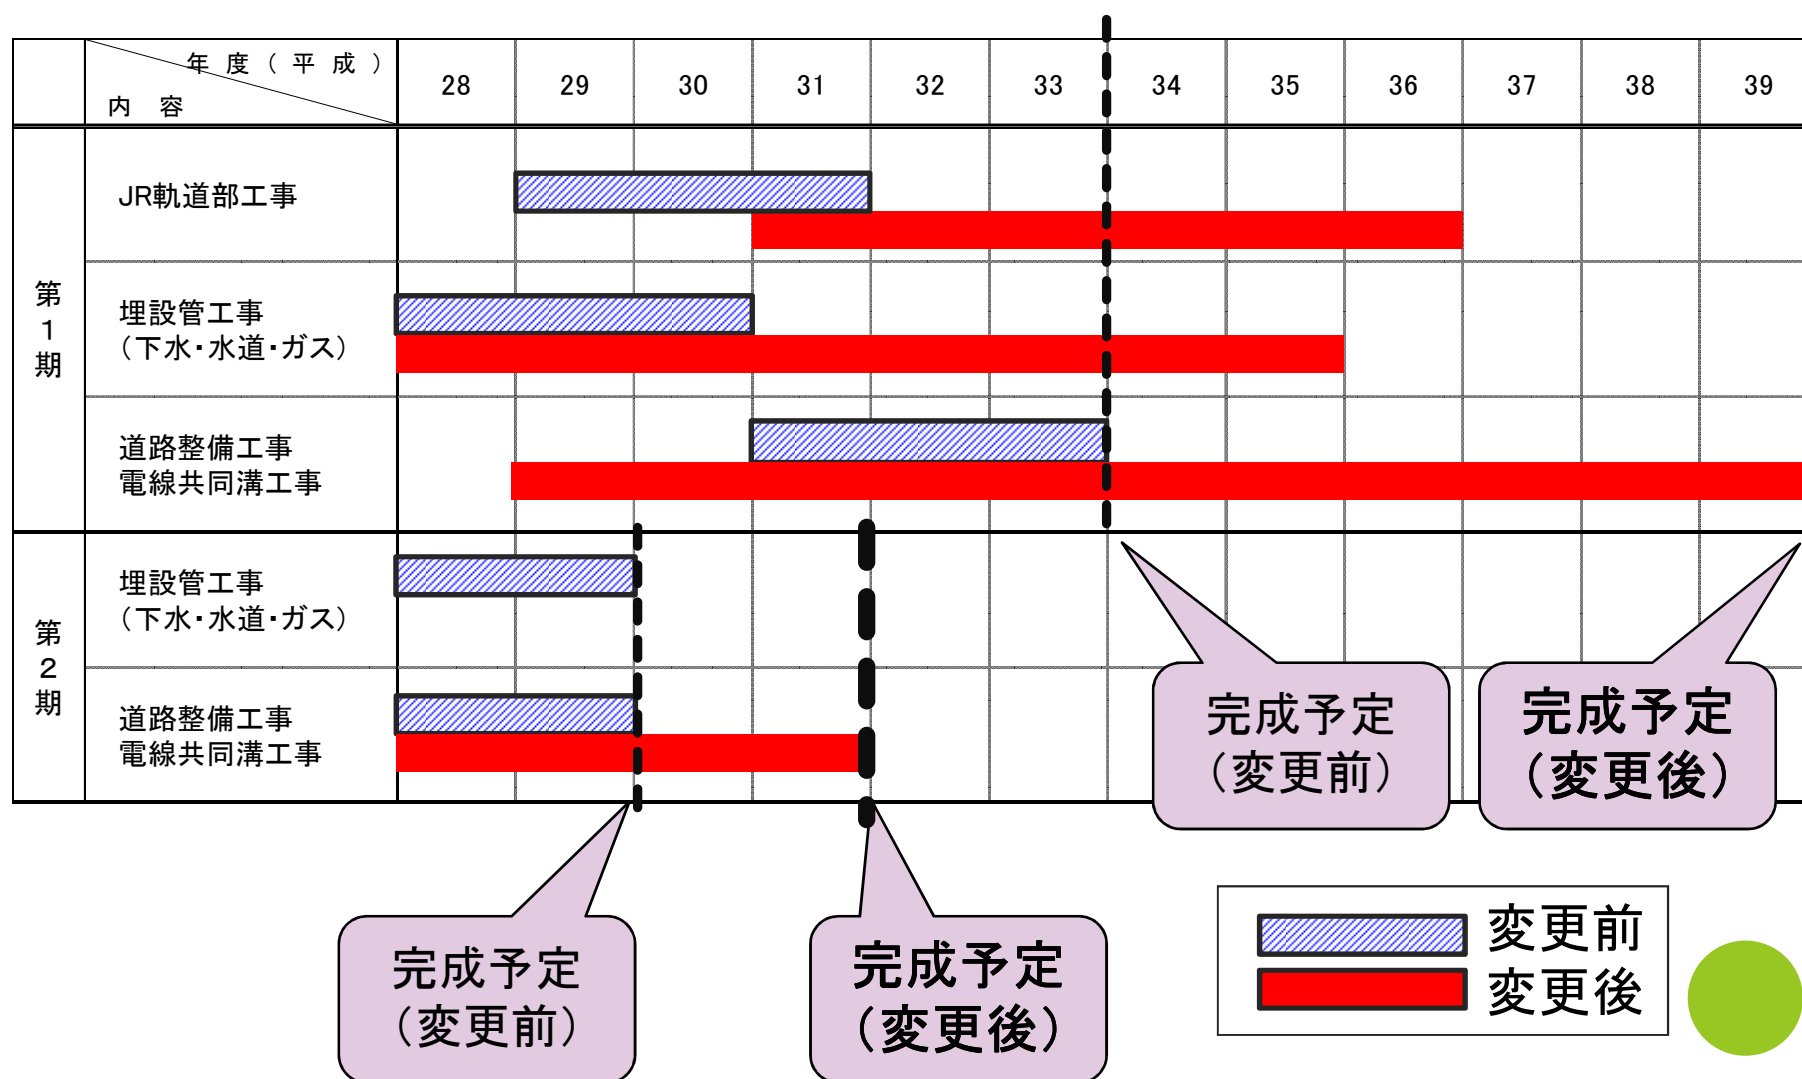 年度(平成)
内 容
28 29 30 31 32 33 34 35 36 37 38 39
第1期
JR軌道部工事
埋設管工事
(下水・水道・ガス)
道路整備工事
電線共同溝工事
第2期
埋設管工事
(下水・水道・ガス)
道路整備工事
電線共同溝工事
完成予定
(変更前)
完成予定
(変更後)
完成予定
(変更前)
完成予定
(変更後)
変更前
変更後